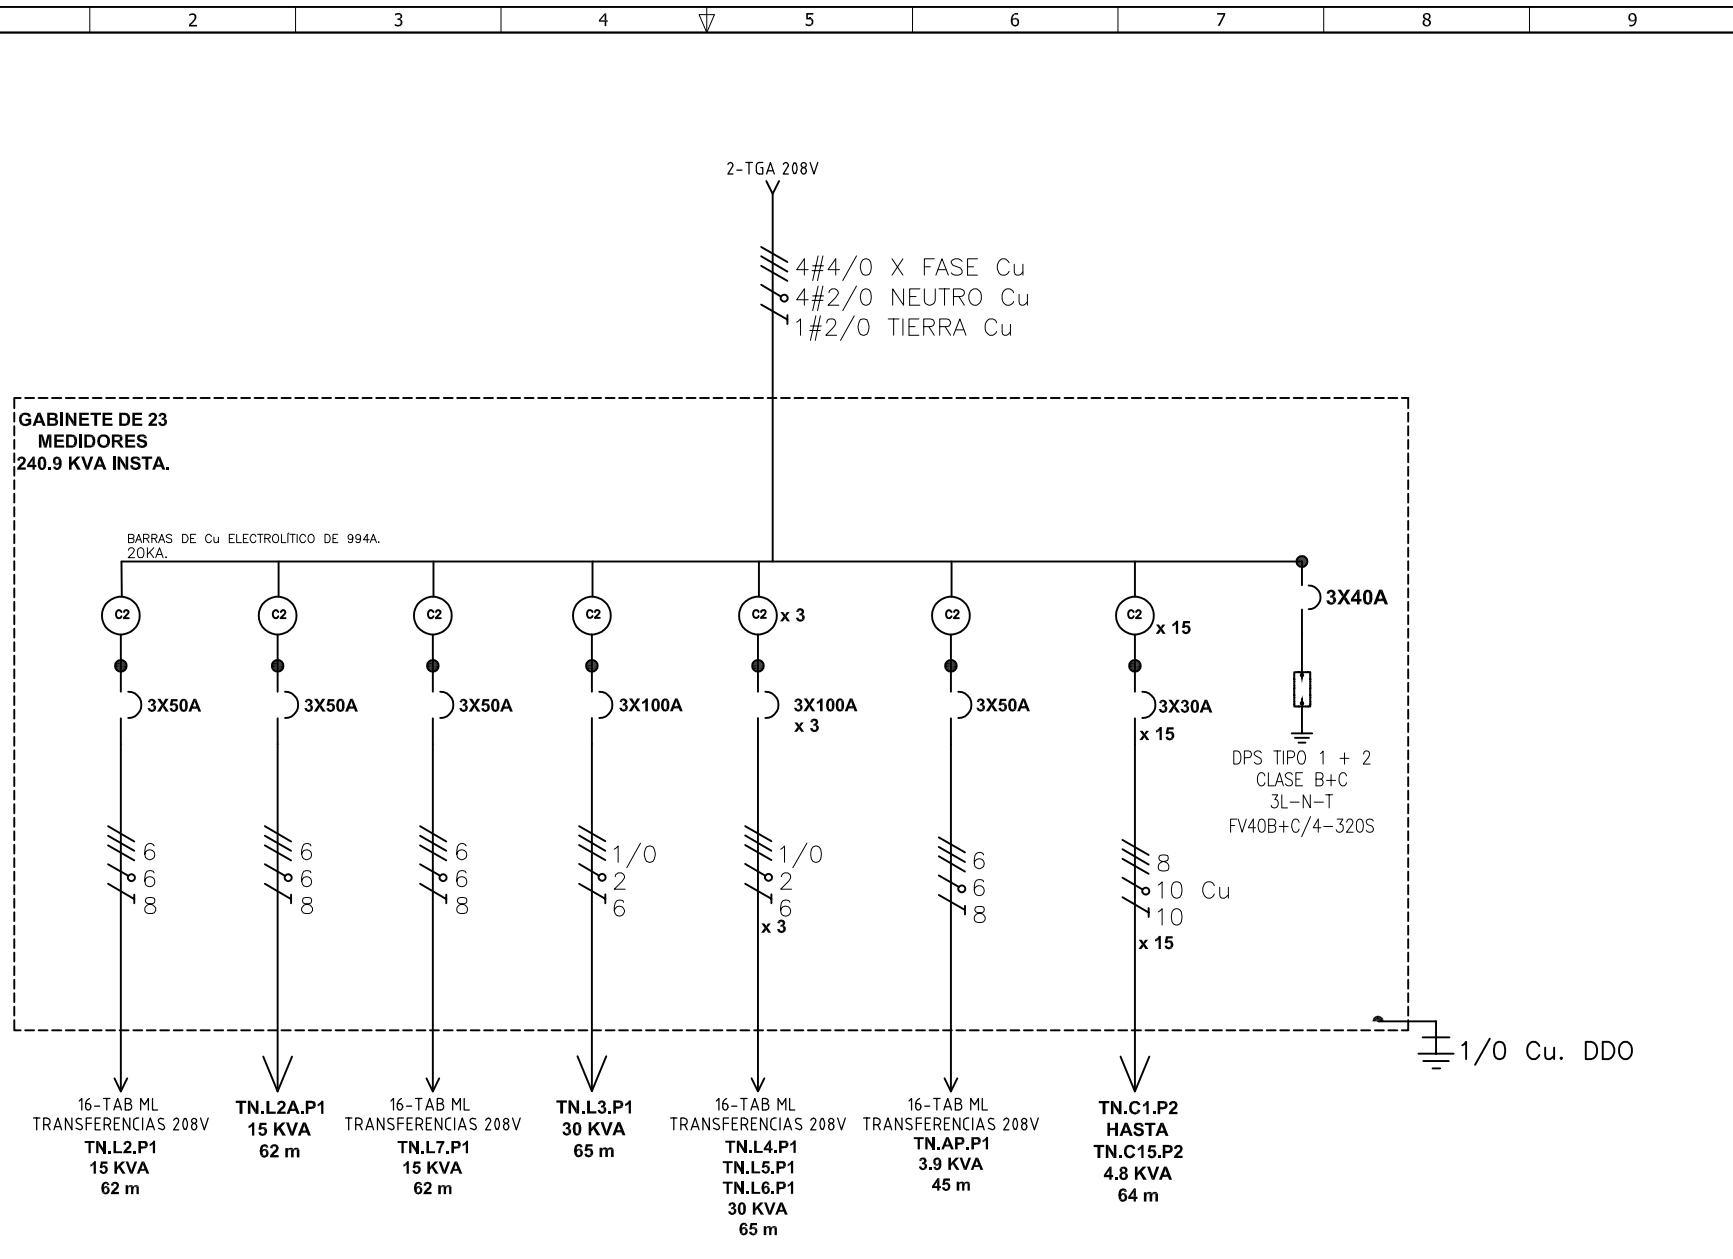 2 3 4 5 6 7 8 9
2-TGA 208V
4#4/0 X FASE Cu
4#2/0 NEUTRO Cu
1#2/0 TIERRA Cu
GABINETE DE 23
MEDIDORES
240.9 KVA INSTA.
BARRAS DE Cu ELECTROLÍTICO DE 994A.
20KA.
C2
3X50A
6
6
8
16-TAB ML
TRANSFERENCIAS 208V
TN.L2.P1
15 KVA
62 m
C2
3X50A
6
6
8
TN.L2A.P1
15 KVA
62 m
C2
3X50A
6
6
8
16-TAB ML
TRANSFERENCIAS 208V
TN.L7.P1
15 KVA
62 m
C2
3X100A
1/0
2
6
TN.L3.P1
30 KVA
65 m
C2 x 3
3X100A
x 3
1/0
2
6
x 3
16-TAB ML
TRANSFERENCIAS 208V
TN.L4.P1
TN.L5.P1
TN.L6.P1
30 KVA
65 m
C2
3X50A
6
6
8
16-TAB ML
TRANSFERENCIAS 208V
TN.AP.P1
3.9 KVA
45 m
C2 x 15
3X30A
x 15
8
10 Cu
10
x 15
TN.C1.P2
HASTA
TN.C15.P2
4.8 KVA
64 m
3X40A
DPS TIPO 1 + 2
CLASE B+C
3L-N-T
FV40B+C/4-320S
1/0 Cu. DDO